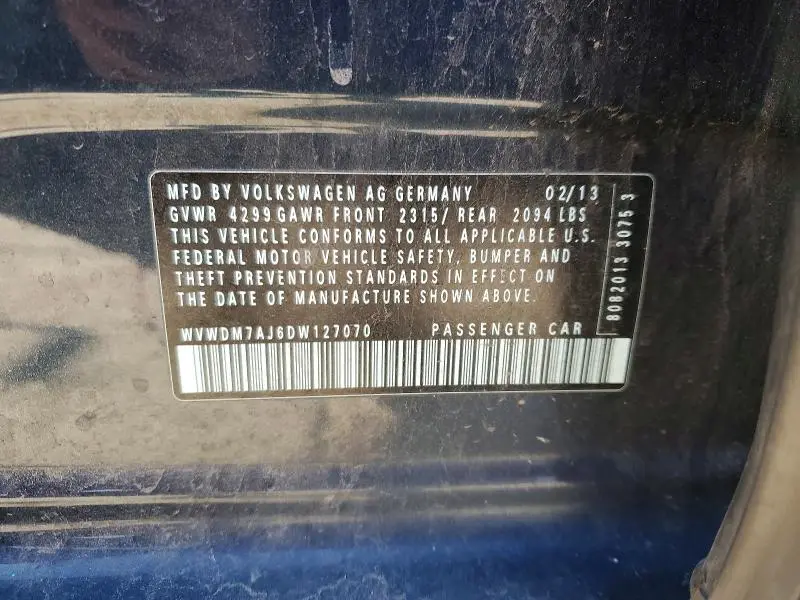 MFD BY VOLKSWAGEN AG GERMANY 02/13
GVWR 4299 GAWR FRONT 2315/ REAR 2094 LBS
THIS VEHICLE CONFORMS TO ALL APPLICABLE U.S.
FEDERAL MOTOR VEHICLE SAFETY, BUMPER AND
THEFT PREVENTION STANDARDS IN EFFECT ON
THE DATE OF MANUFACTURE SHOWN ABOVE.
WVWDM7AJ6DW127070 PASSENGER CAR
8082013 3075 3